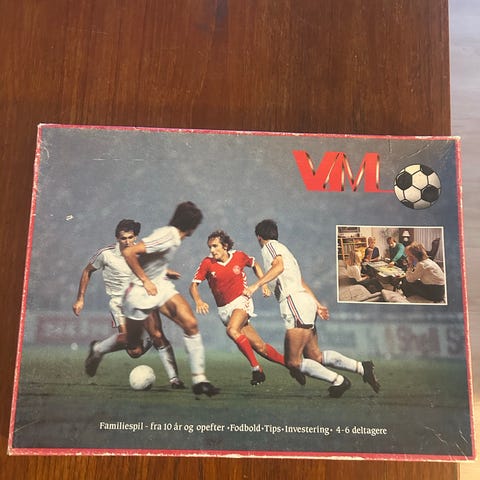 VM
Familiespil - fra 10 år og opefter • Fodbold • Tips • Investering • 4-6 deltagere